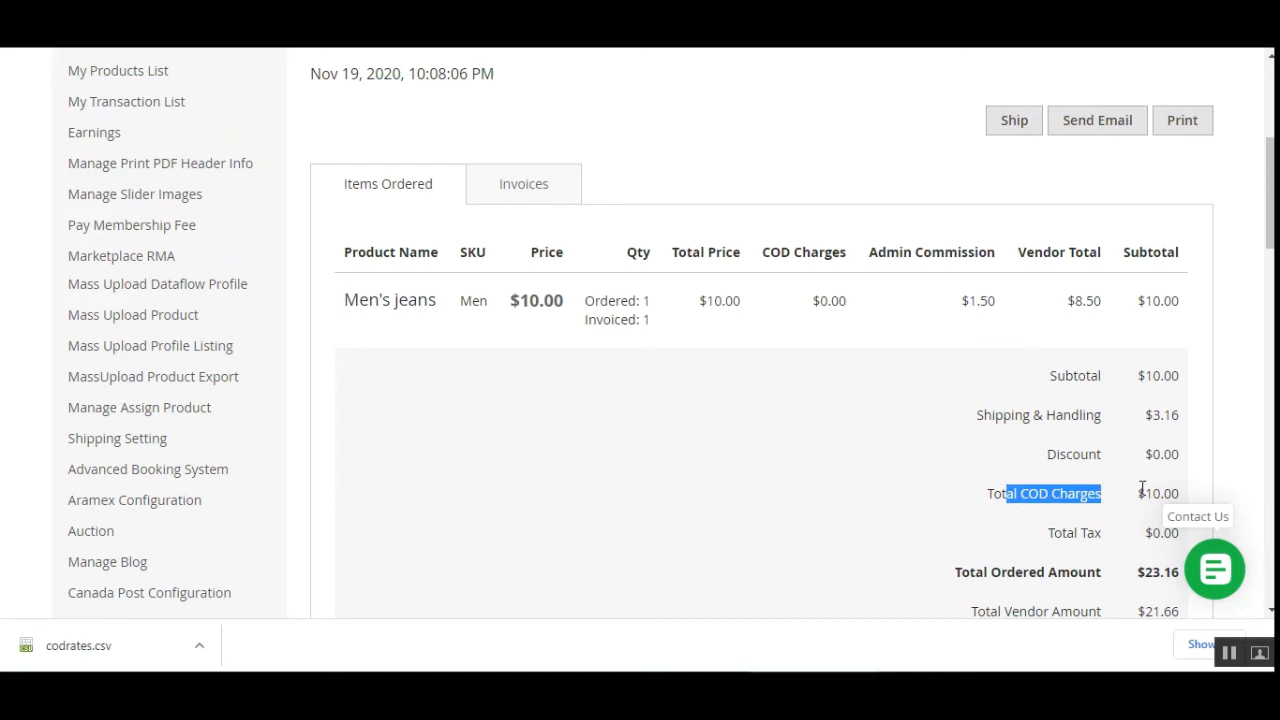 My Products List
My Transaction List
Earnings
Manage Print PDF Header Info
Manage Slider Images
Pay Membership Fee
Marketplace RMA
Mass Upload Dataflow Profile
Mass Upload Product
Mass Upload Profile Listing
MassUpload Product Export
Manage Assign Product
Shipping Setting
Advanced Booking System
Aramex Configuration
Auction
Manage Blog
Canada Post Configuration
Nov 19, 2020, 10:08:06 PM
Ship Send Email Print
Items Ordered Invoices
Product Name SKU Price Qty Total Price COD Charges Admin Commission Vendor Total Subtotal
Men's jeans Men $10.00 Ordered: 1 $10.00 $0.00 $1.50 $8.50 $10.00
Invoiced: 1
Subtotal $10.00
Shipping & Handling $3.16
Discount $0.00
Total COD Charges $10.00
Contact Us
Total Tax $0.00
Total Ordered Amount $23.16
Total Vendor Amount $21.66
codrates.csv
Show